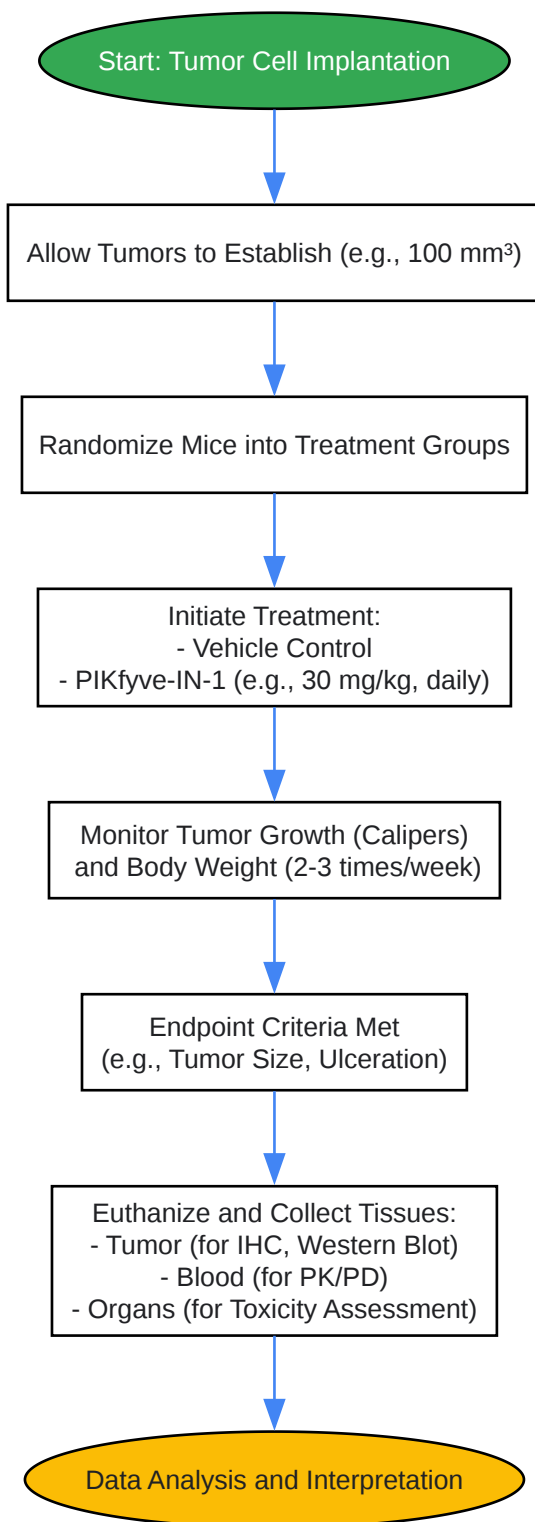 Start: Tumor Cell Implantation
Allow Tumors to Establish (e.g., 100 mm³)
Randomize Mice into Treatment Groups
Initiate Treatment:
- Vehicle Control
- PIKfyve-IN-1 (e.g., 30 mg/kg, daily)
Monitor Tumor Growth (Calipers)
and Body Weight (2-3 times/week)
Endpoint Criteria Met
(e.g., Tumor Size, Ulceration)
Euthanize and Collect Tissues:
- Tumor (for IHC, Western Blot)
- Blood (for PK/PD)
- Organs (for Toxicity Assessment)
Data Analysis and Interpretation